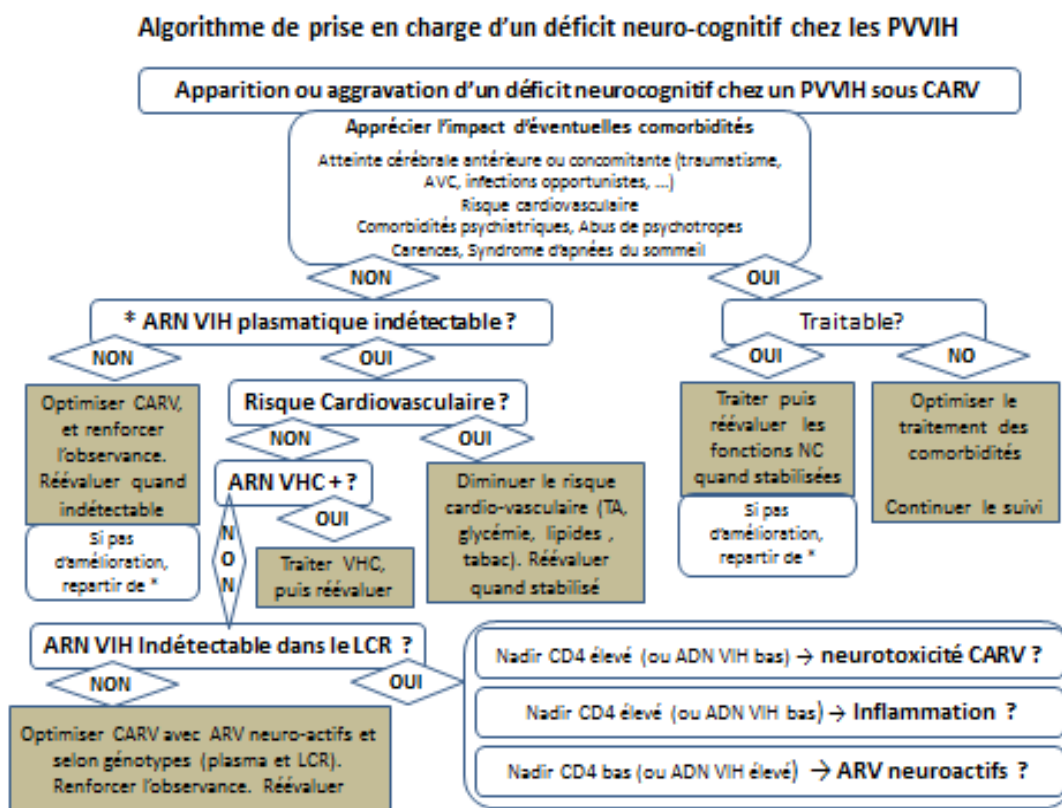 Algorithme de prise en charge d'un déficit neuro-cognitif chez les PVVIH
Apparition ou aggravation d'un déficit neurocognitif chez un PVVIH sous CARV
Apprécier l'impact d'éventuelles comorbidités
Atteinte cérébrale antérieure ou concomitante (traumatisme,
AVC, infections opportunistes, ...)
Risque cardiovasculaire
Comorbidités psychiatriques, Abus de psychotropes
Carences, Syndrome d'apnées du sommeil
NON
OUI
* ARN VIH plasmatique indétectable ?
Traitable?
NON
OUI
OUI
NO
Optimiser CARV,
et renforcer
l'observance.
Réévaluer quand
indétectable
Si pas
d'amélioration,
repartir de *
Risque Cardiovasculaire ?
NON
OUI
ARN VHC + ?
NON
OUI
Traiter VHC,
puis réévaluer
Diminuer le risque
cardio-vasculaire (TA,
glycémie, lipides ,
tabac). Réévaluer
quand stabilisé
Traiter puis
réévaluer les
fonctions NC
quand stabilisées
Si pas
d'amélioration,
repartir de *
Optimiser le
traitement des
comorbidités
Continuer le suivi
ARN VIH Indétectable dans le LCR ?
NON
OUI
Optimiser CARV avec ARV neuro-actifs et
selon génotypes (plasma et LCR).
Renforcer l'observance. Réévaluer
Nadir CD4 élevé (ou ADN VIH bas) → neurotoxicité CARV ?
Nadir CD4 élevé (ou ADN VIH bas) → Inflammation ?
Nadir CD4 bas (ou ADN VIH élevé) → ARV neuroactifs ?